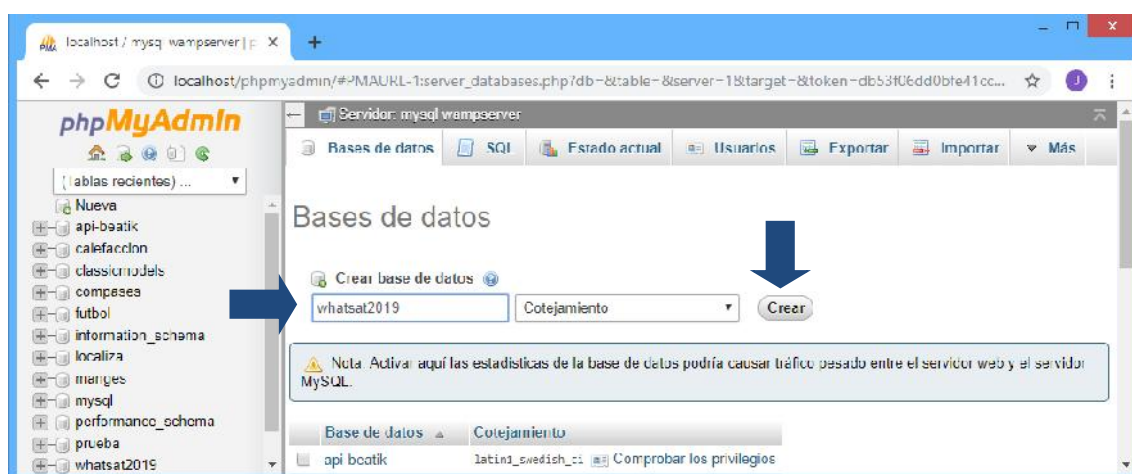 localhost / mysql wampserver | p
localhost/phpmyadmin/#PMAURL-1:server_databases.php?db=&table=&server=1&target=&token=db53f06dd0bfe41cc...
J
phpMyAdmin
(Tablas recientes) ...
Nueva
api-beatik
calefaccion
classicmodels
compases
futbol
information_schema
localiza
manges
mysql
performance_schema
prueba
whatsat2019
Servidor: mysql wampserver
Bases de datos
SQL
Estado actual
Usuarios
Exportar
Importar
Más
Bases de datos
Crear base de datos
whatsat2019
Cotejamiento
Crear
Nota: Activar aquí las estadísticas de la base de datos podría causar tráfico pesado entre el servidor web y el servidor
MySQL.
Base de datos
Cotejamiento
api-beatik
latin1_swedish_ci
Comprobar los privilegios